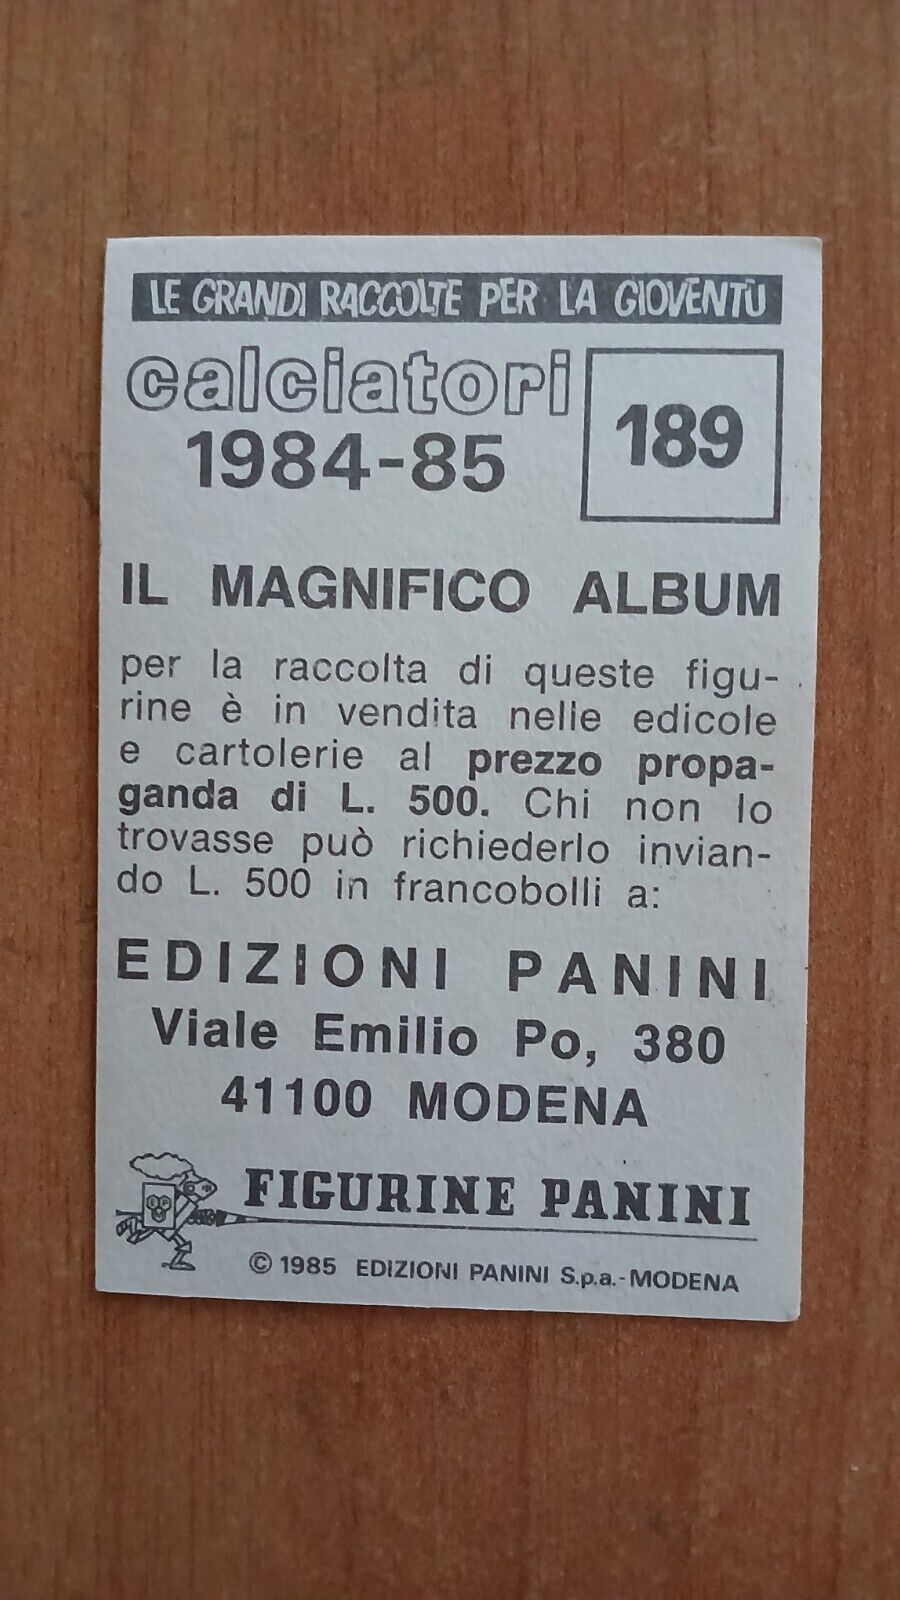 LE GRANDI RACCOLTE PER LA GIOVENTÙ
calciatori
1984-85
189
IL MAGNIFICO ALBUM
per la raccolta di queste figu-
rine è in vendita nelle edicole
e cartolerie al prezzo propa-
ganda di L. 500. Chi non lo
trovasse può richiederlo invian-
do L. 500 in francobolli a:
EDIZIONI PANINI
Viale Emilio Po, 380
41100 MODENA
FIGURINE PANINI
© 1985 EDIZIONI PANINI S.p.a.-MODENA